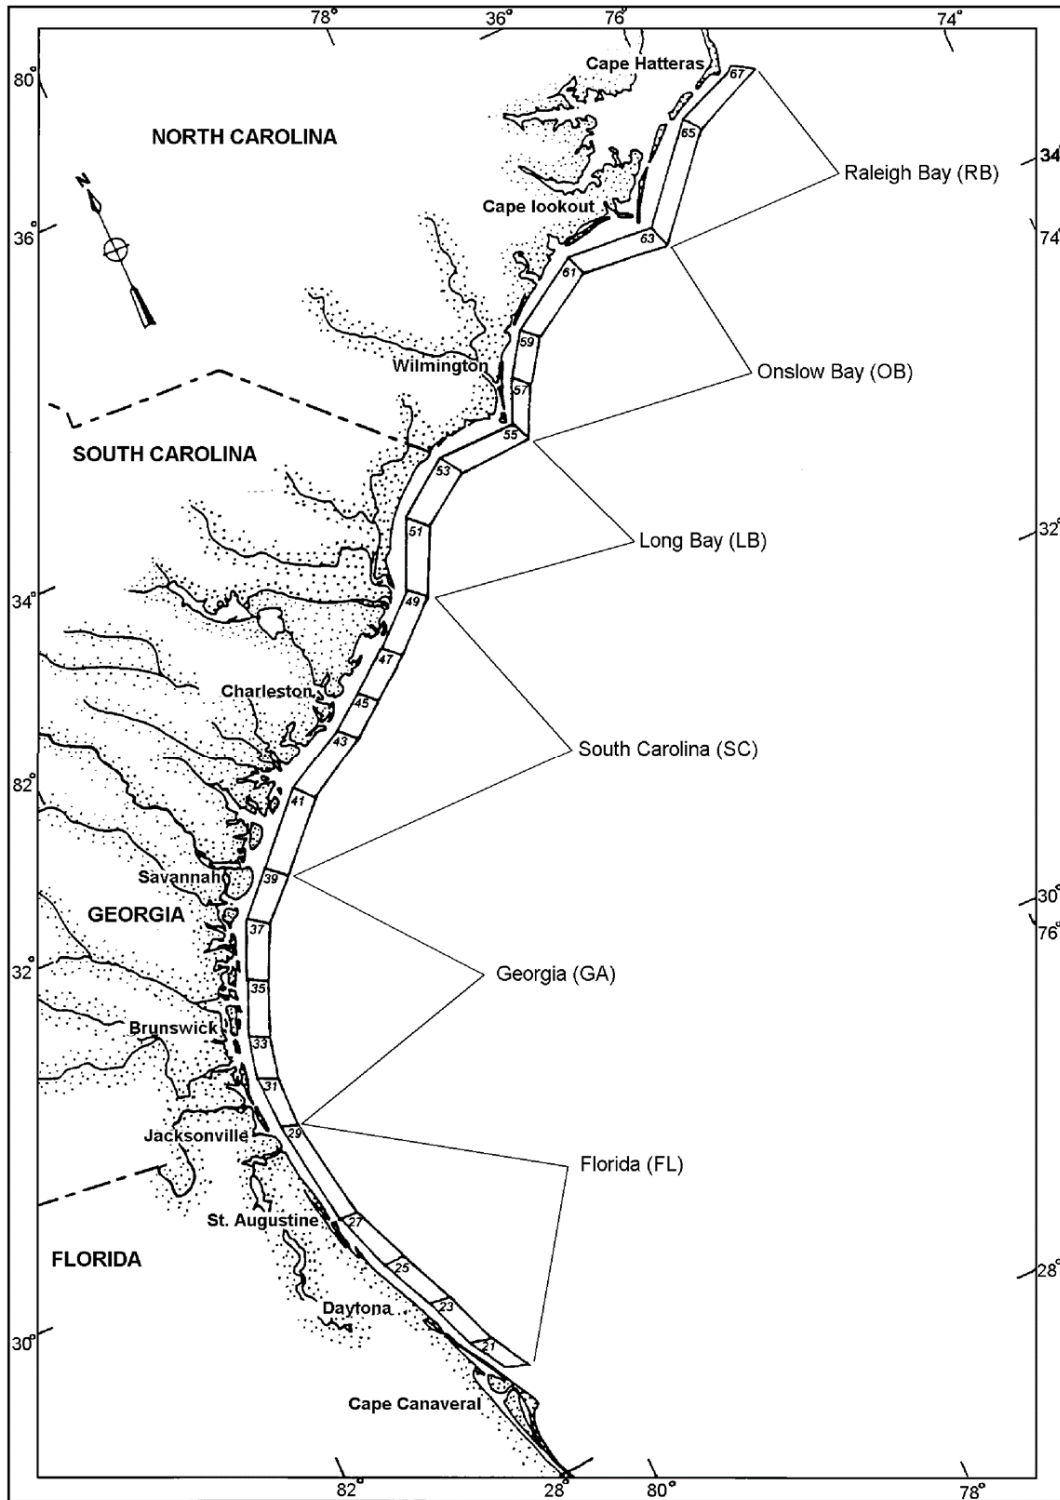 78°
36°
76°
74°
80°
Cape Hatteras
67
NORTH CAROLINA
65
34°
Raleigh Bay (RB)
N
Cape lookout
36°
63
74°
61
59
Wilmington
Onslow Bay (OB)
57
55
SOUTH CAROLINA
53
51
32°
Long Bay (LB)
34°
49
47
Charleston
45
43
South Carolina (SC)
82°
41
Savannah
39
30°
GEORGIA
37
76°
32°
Georgia (GA)
35
Brunswick
33
31
Jacksonville
29
Florida (FL)
St. Augustine
27
FLORIDA
25
28°
Daytona
23
30°
21
Cape Canaveral
82°
28°
80°
78°